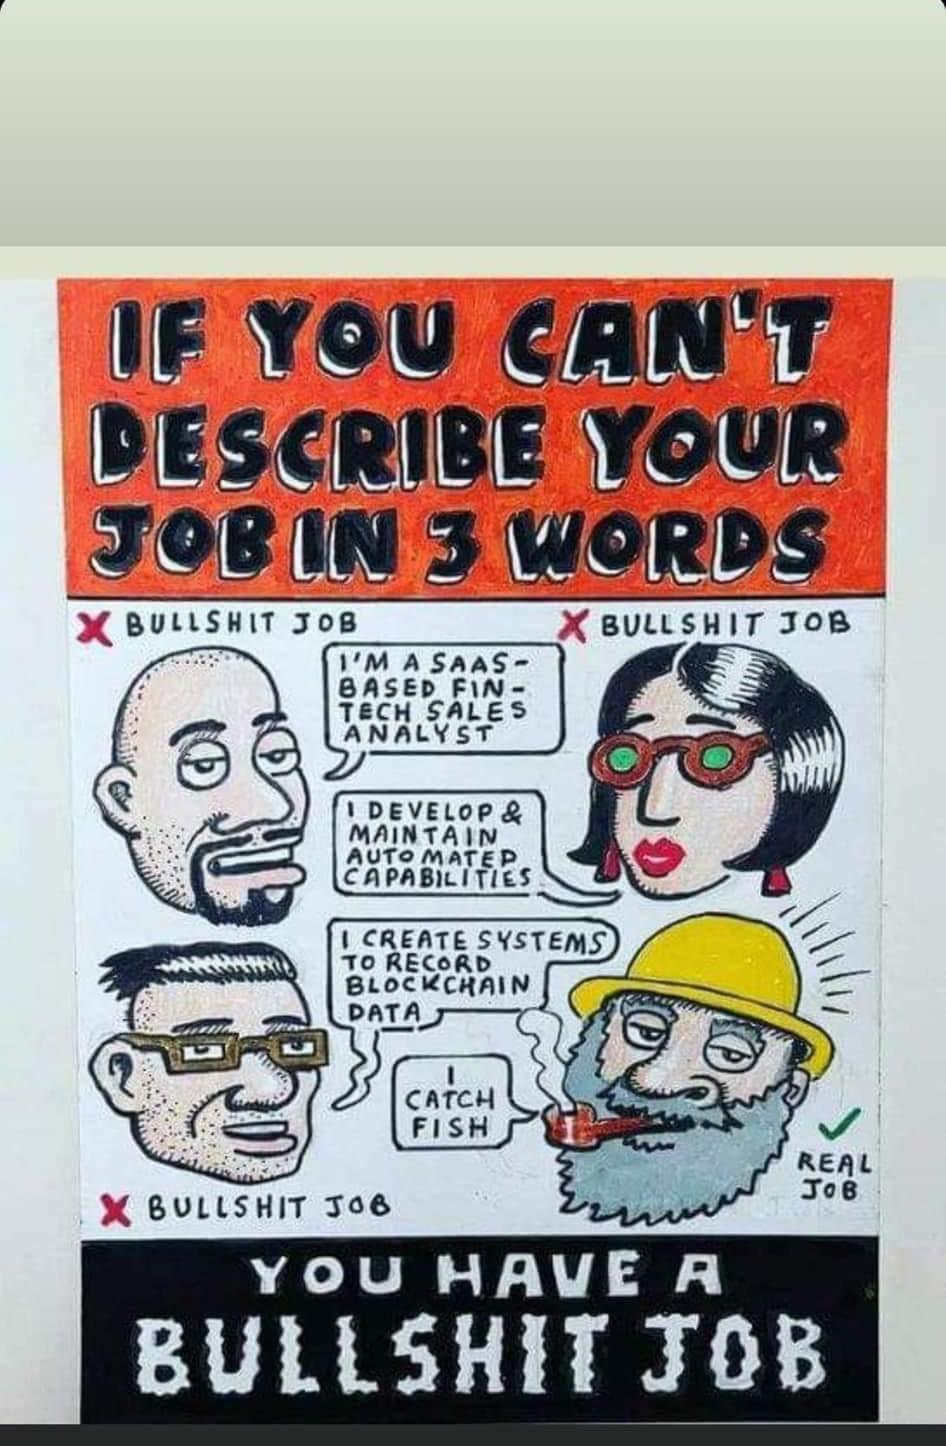 IF YOU CAN'T
DESCRIBE YOUR
JOB IN 3 WORDS
X BULLSHIT JOB
X BULLSHIT JOB
I'M A SAAS-
BASED FIN-
TECH SALES
ANALYST
I DEVELOP &
MAINTAIN
AUTOMATED
CAPABILITIES
I CREATE SYSTEMS
TO RECORD
BLOCKCHAIN
DATA
I
CATCH
FISH
REAL
JOB
X BULLSHIT JOB
YOU HAVE A
BULLSHIT JOB